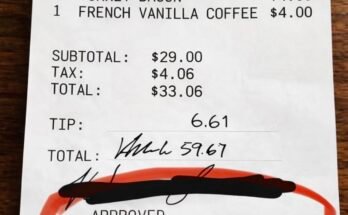 1 FRENCH VANILLA COFFEE $4.00
SUBTOTAL: $29.00
TAX: $4.06
TOTAL: $33.06
TIP: 6.61
TOTAL: 59.67
APPROVED